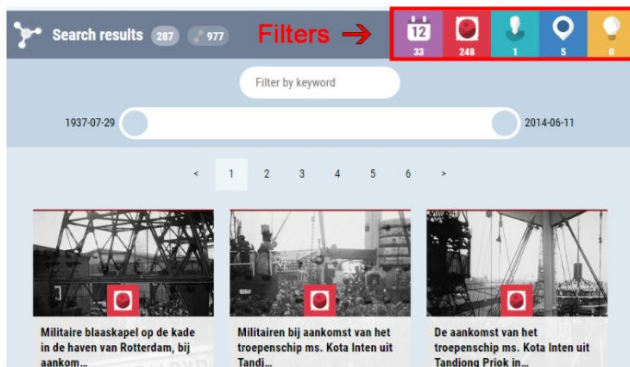 Search results 287 977 Filters
12
33 248 1 5 0
Filter by keyword
1937-07-29 2014-06-11
< 1 2 3 4 5 6 >
Militaire blaaskapel op de kade
in de haven van Rotterdam, bij
aankom...
Militairen bij aankomst van het
troepenschip ms. Kota Inten uit
Tandj...
De aankomst van het
troepenschip ms. Kota Inten uit
Tandjong Priok in...